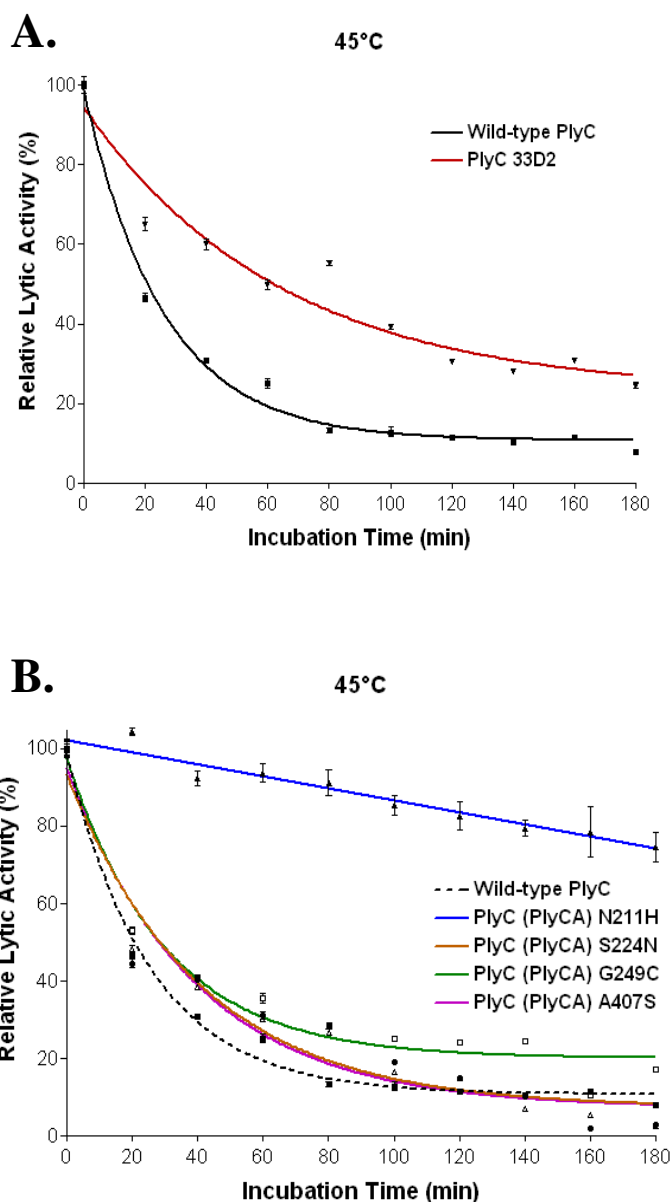 A.
45°C
Relative Lytic Activity (%)
100
80
60
40
20
0
Wild-type PlyC
PlyC 33D2
0 20 40 60 80 100 120 140 160 180
Incubation Time (min)
B.
45°C
Relative Lytic Activity (%)
100
80
60
40
20
0
Wild-type PlyC
PlyC (PlyCA) N211H
PlyC (PlyCA) S224N
PlyC (PlyCA) G249C
PlyC (PlyCA) A407S
0 20 40 60 80 100 120 140 160 180
Incubation Time (min)